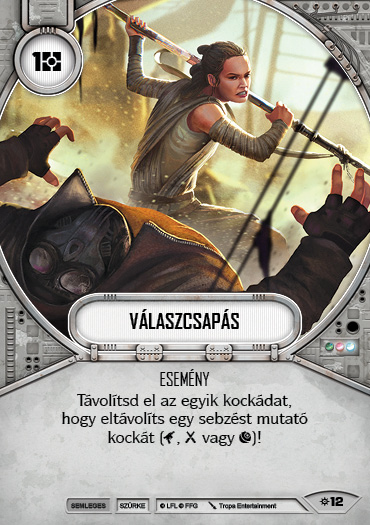 1
VÁLASZCSAPÁS
ESEMÉNY
Távolítsd el az egyik kockádat,
hogy eltávolíts egy sebzést mutató
kockát ( , vagy )!
SEMLEGES SZÜRKE © LFL © FFG Tropa Entertainment 12